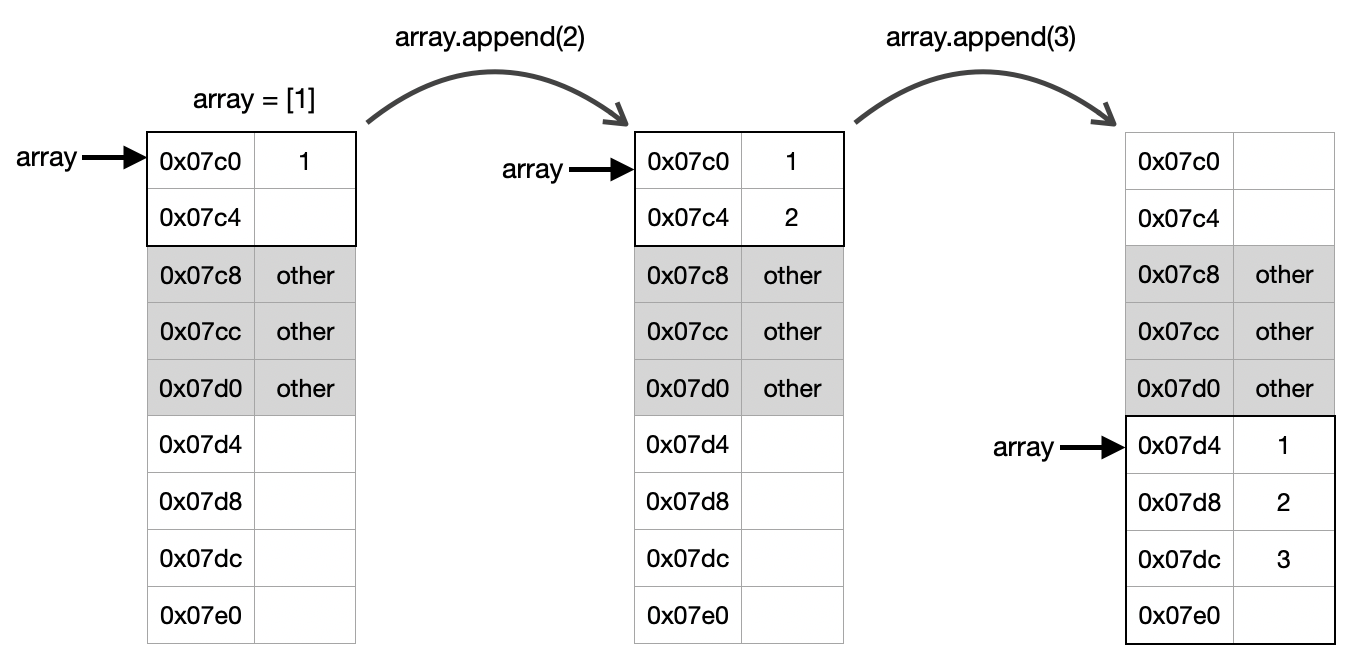 array.append(2)
array.append(3)
array = [1]
array
0x07c0 1
0x07c4
0x07c8 other
0x07cc other
0x07d0 other
0x07d4
0x07d8
0x07dc
0x07e0
array
0x07c0 1
0x07c4 2
0x07c8 other
0x07cc other
0x07d0 other
0x07d4
0x07d8
0x07dc
0x07e0
0x07c0
0x07c4
0x07c8 other
0x07cc other
0x07d0 other
array
0x07d4 1
0x07d8 2
0x07dc 3
0x07e0